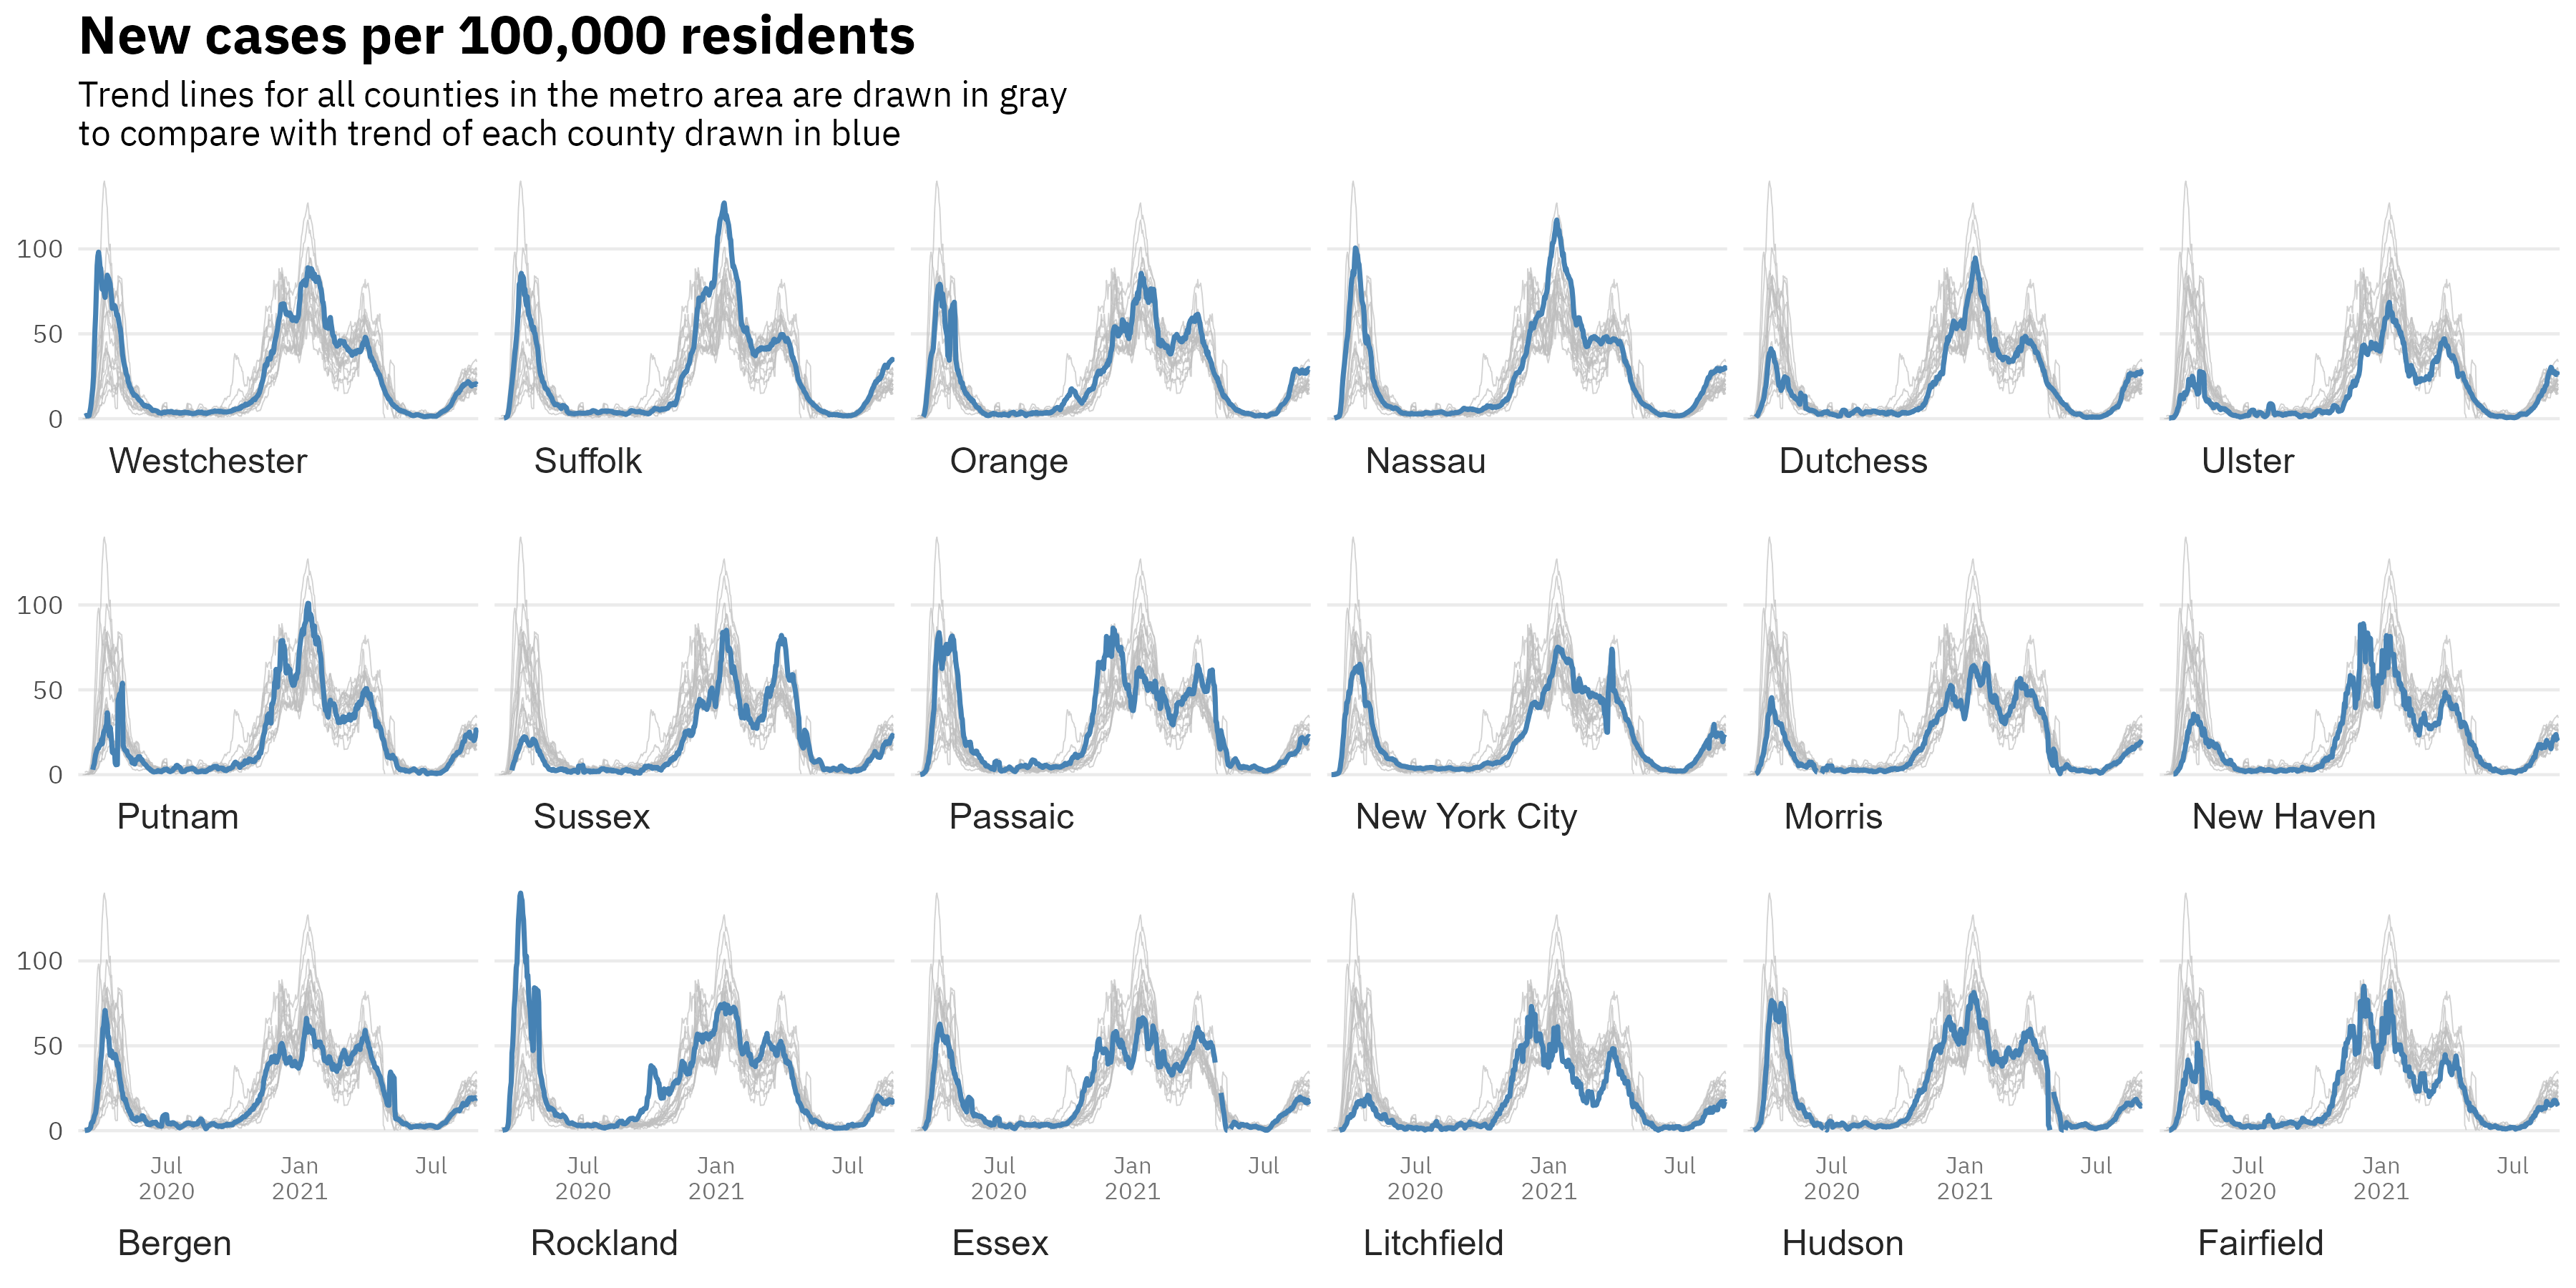 New cases per 100,000 residents
Trend lines for all counties in the metro area are drawn in gray
to compare with trend of each county drawn in blue
100
50
0
Westchester Suffolk Orange Nassau Dutchess Ulster
100
50
0
Putnam Sussex Passaic New York City Morris New Haven
100
50
0
Jul Jan Jul Jul Jan Jul Jul Jan Jul Jul Jan Jul Jul Jan Jul Jul Jan Jul
2020 2021 2020 2021 2020 2021 2020 2021 2020 2021 2020 2021
Bergen Rockland Essex Litchfield Hudson Fairfield